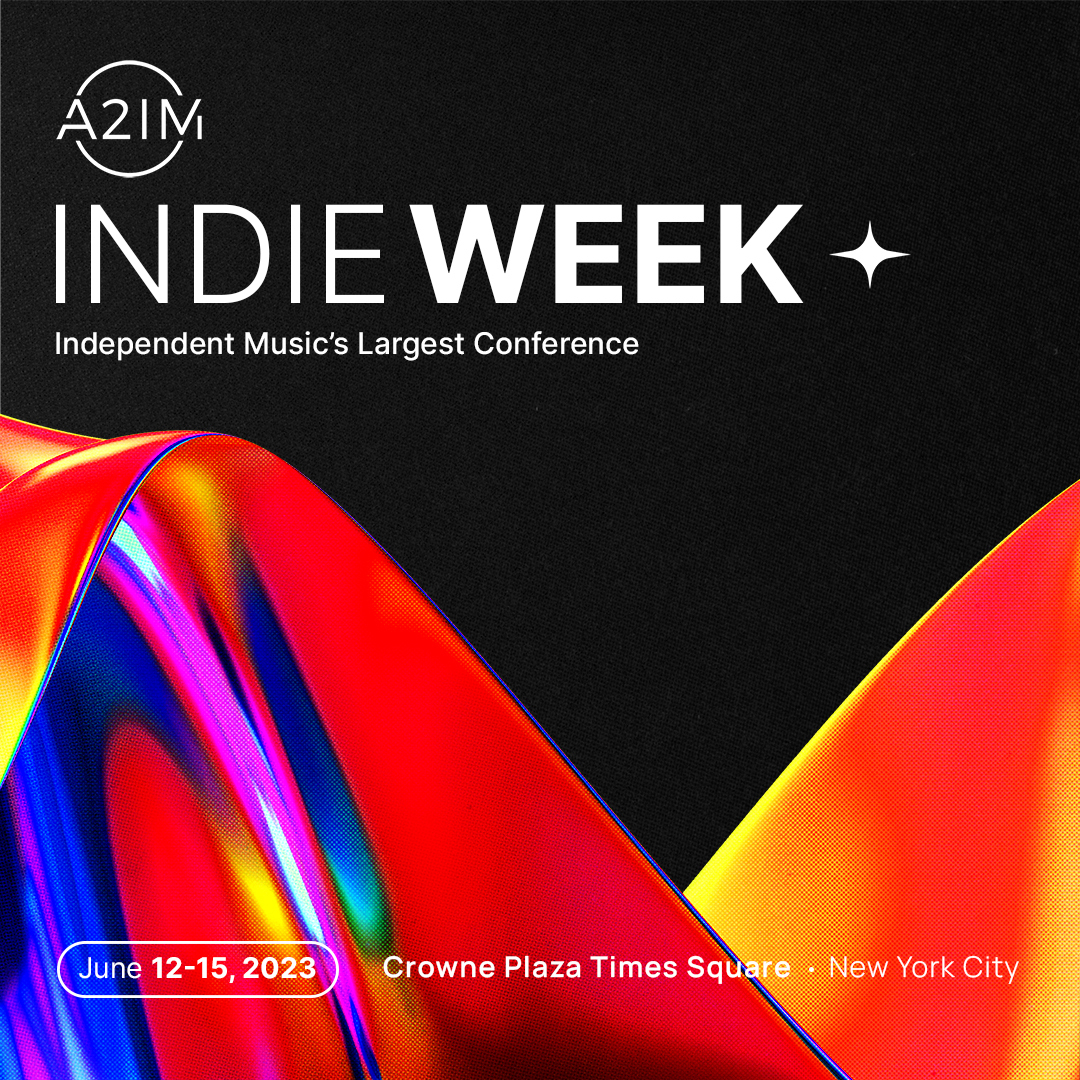 A2IM
INDIE WEEK
Independent Music’s Largest Conference
June 12-15, 2023 Crowne Plaza Times Square · New York City